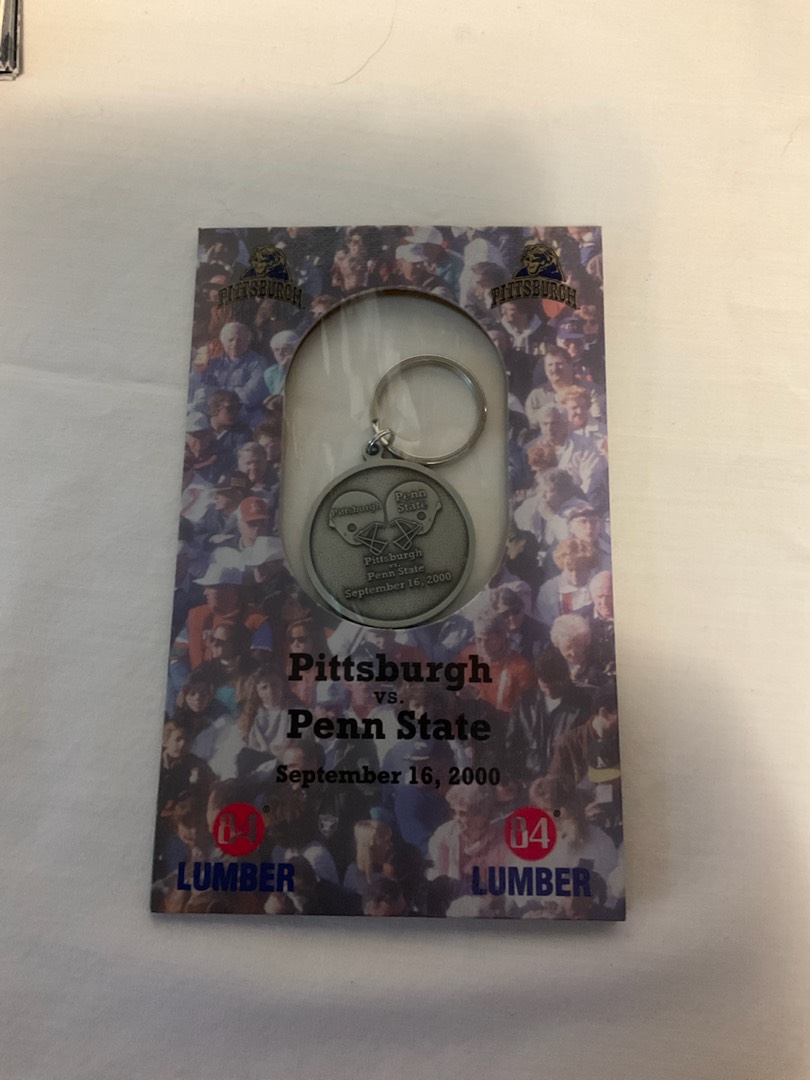 PITTSBURGH
PITTSBURGH
Pittsburgh
Penn
State
Pittsburgh
vs.
Penn State
September 16, 2000
Pittsburgh
vs.
Penn State
September 16, 2000
84®
LUMBER
84®
LUMBER